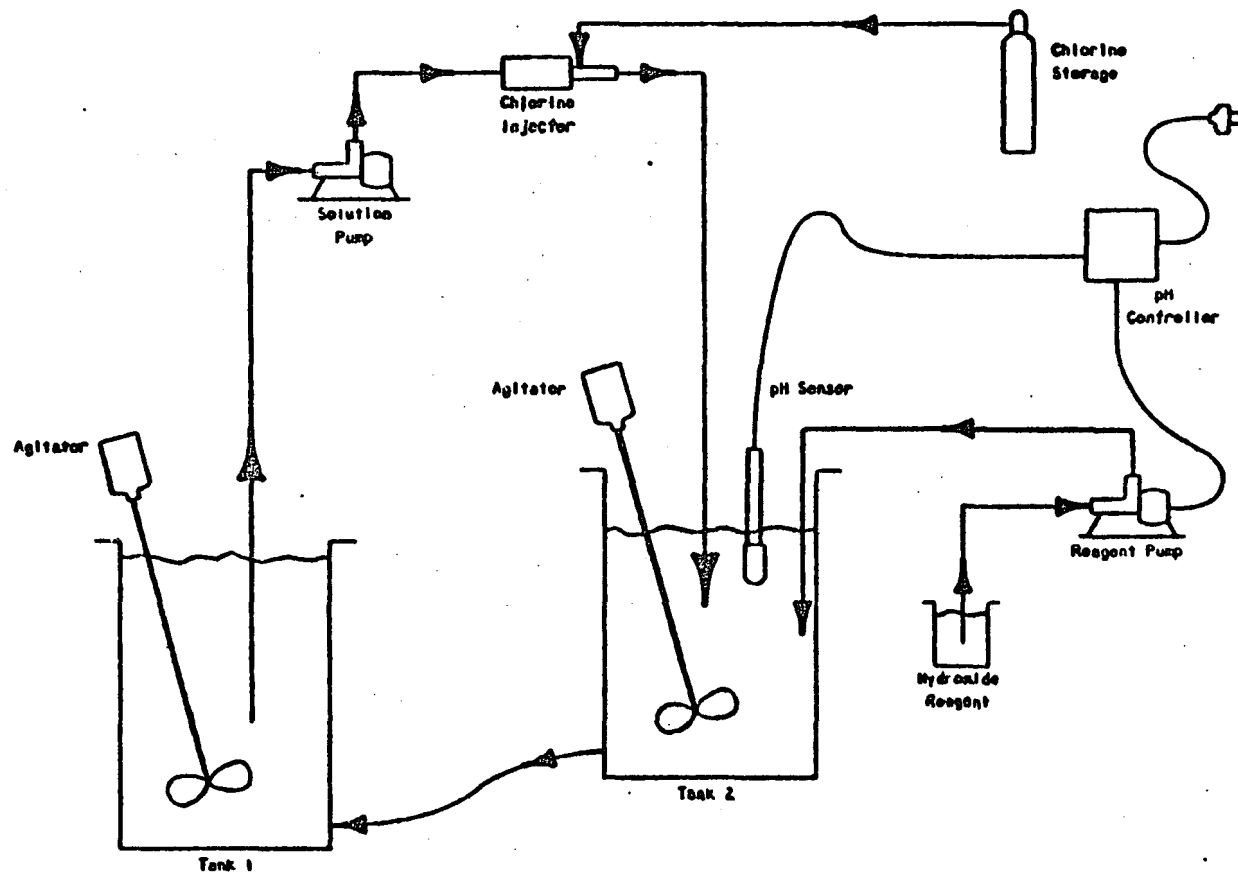 Chlorine
Storage
Chlorine
Injector
Solution
Pump
pH
Controller
Agitator
pH Sensor
Agitator
Reagent Pump
Hydroxide
Reagent
Tank 2
Tank 1